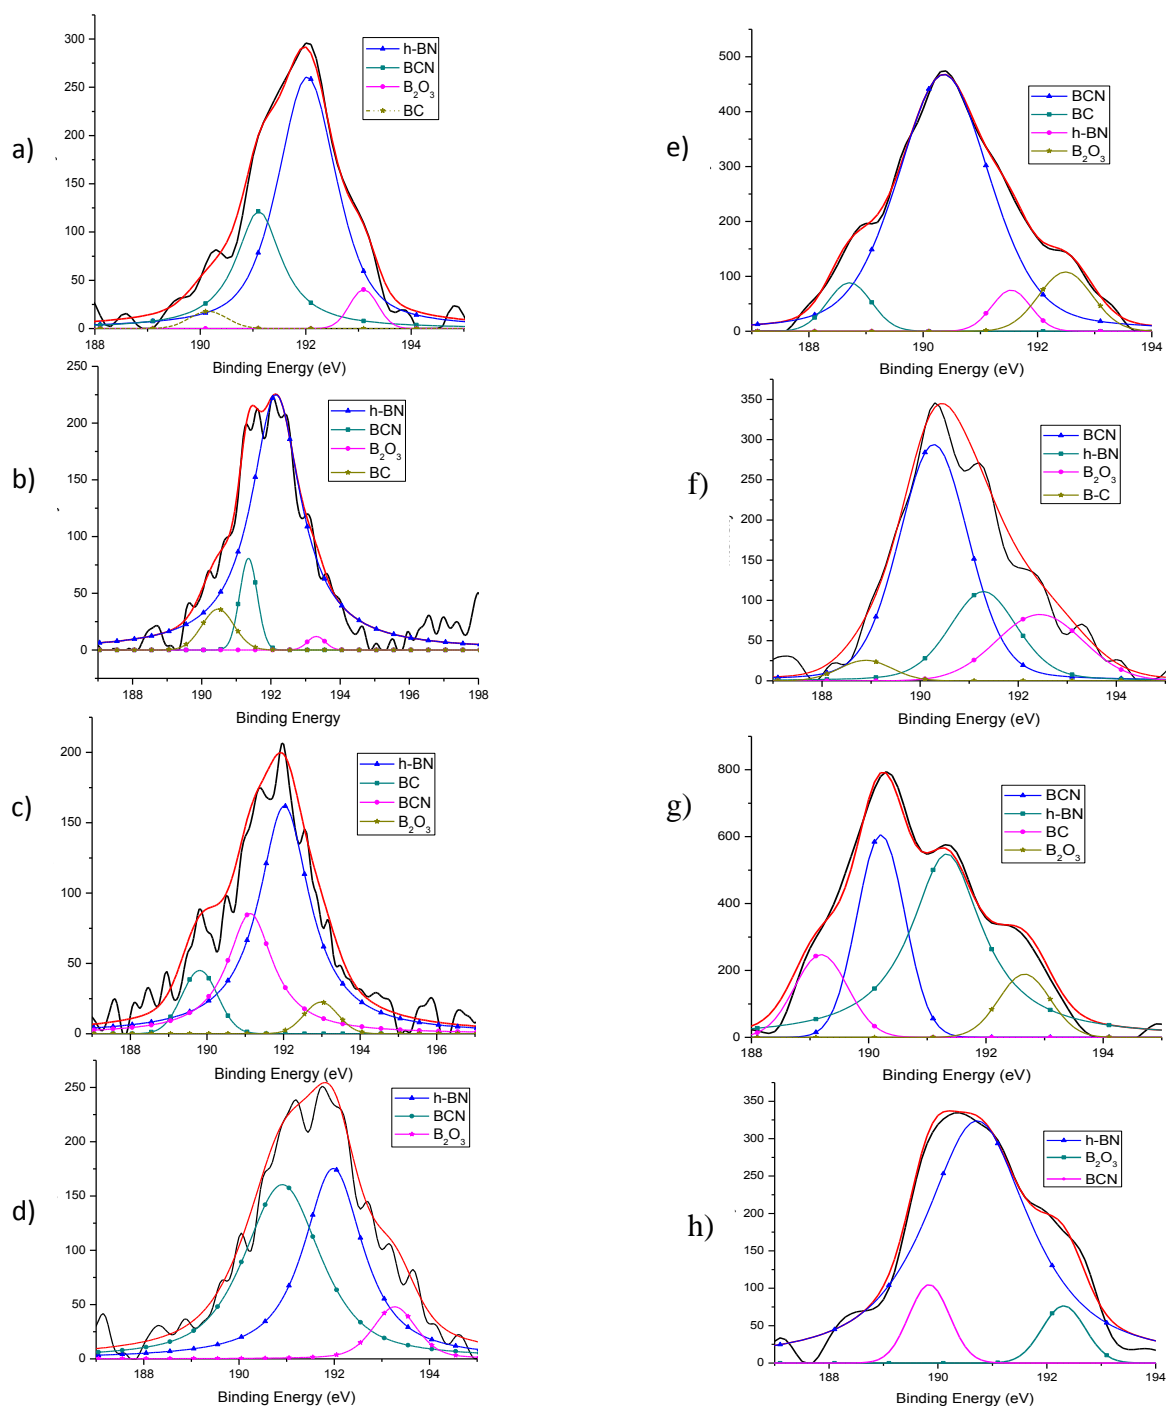 a)
300
250
200
150
100
50
0
188
190
192
194
Binding Energy (eV)
h-BN
BCN
B₂O₃
BC
b)
250
200
150
100
50
0
188
190
192
194
196
198
Binding Energy
h-BN
BCN
B₂O₃
BC
c)
200
150
100
50
0
188
190
192
194
196
Binding Energy (eV)
h-BN
BC
BCN
B₂O₃
d)
250
200
150
100
50
0
188
190
192
194
Binding Energy (eV)
h-BN
BCN
B₂O₃
e)
500
400
300
200
100
0
188
190
192
194
Binding Energy (eV)
BCN
BC
h-BN
B₂O₃
f)
350
300
250
200
150
100
50
0
188
190
192
194
Binding Energy (eV)
BCN
h-BN
B₂O₃
B-C
g)
800
600
400
200
0
188
190
192
194
Binding Energy (eV)
BCN
h-BN
BC
B₂O₃
h)
350
300
250
200
150
100
50
0
188
190
192
194
Binding Energy (eV)
h-BN
B₂O₃
BCN